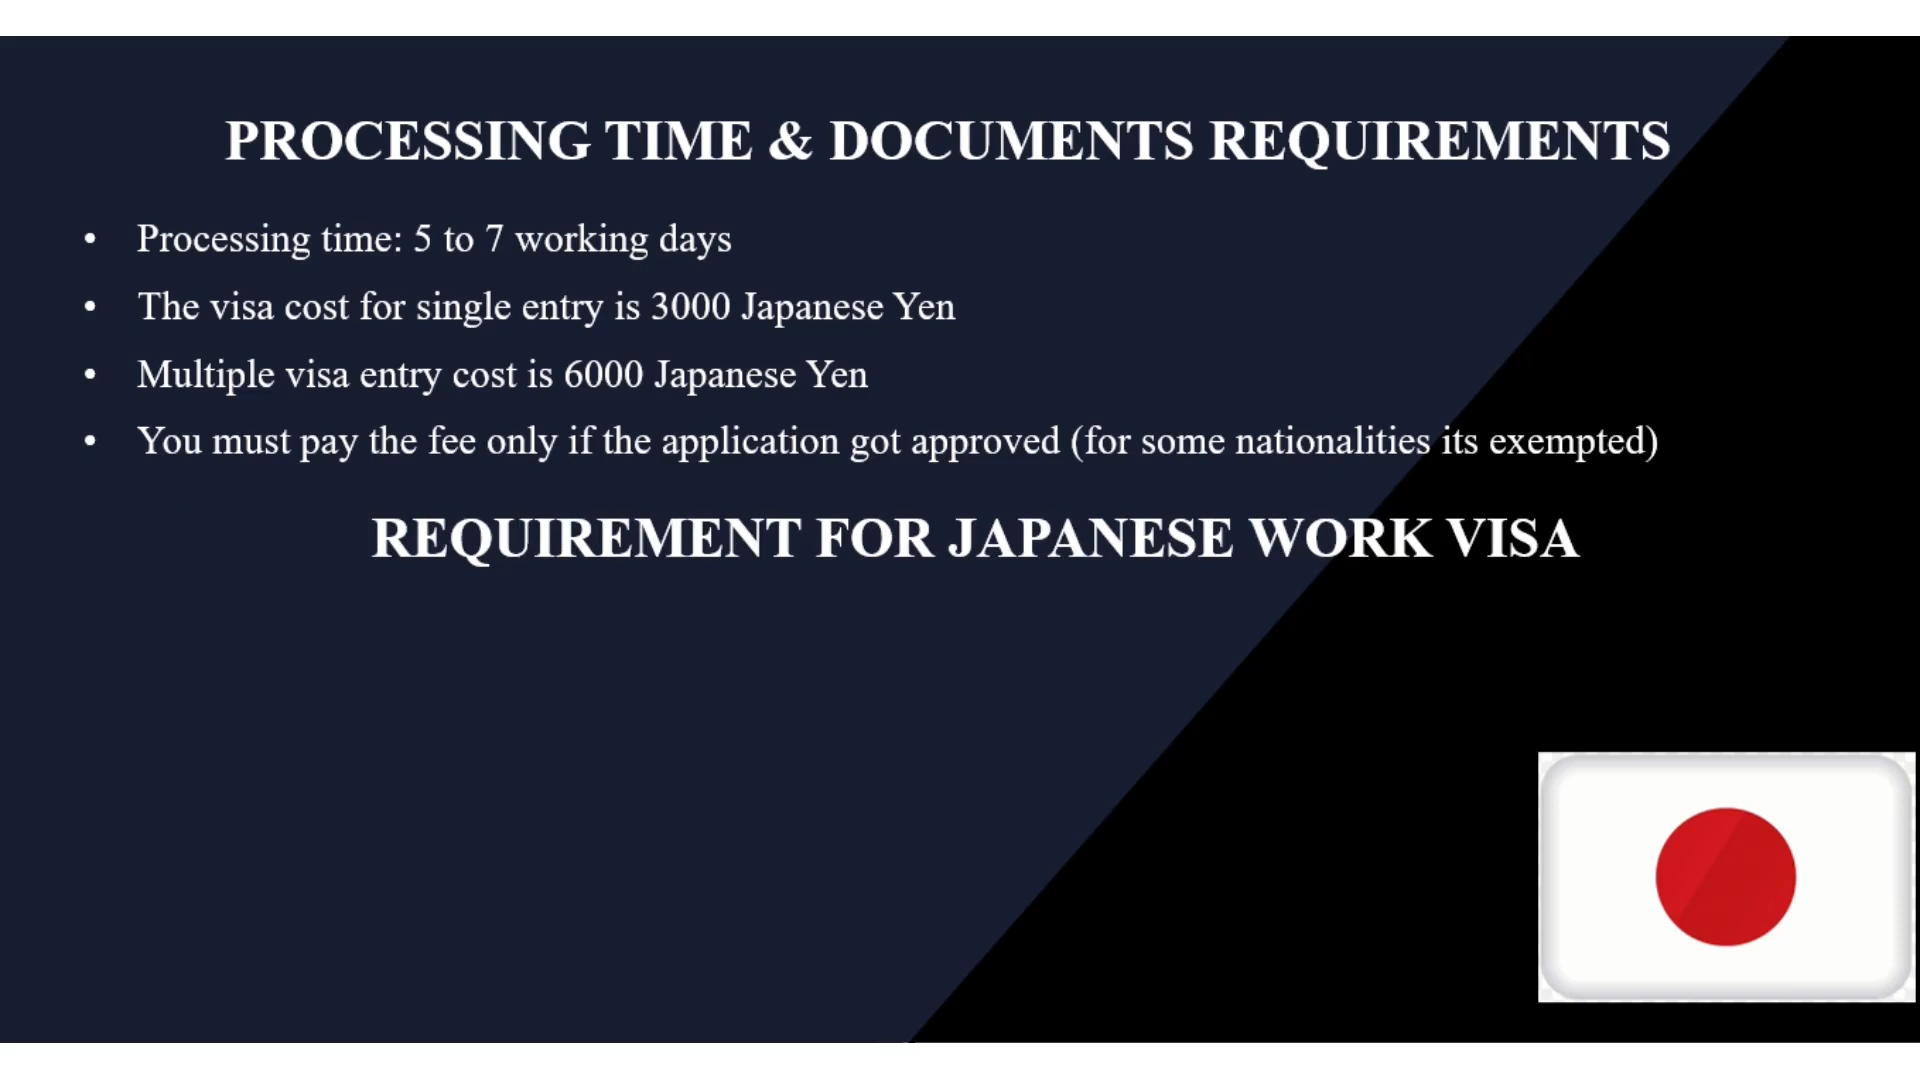 PROCESSING TIME & DOCUMENTS REQUIREMENTS
• Processing time: 5 to 7 working days
• The visa cost for single entry is 3000 Japanese Yen
• Multiple visa entry cost is 6000 Japanese Yen
• You must pay the fee only if the application got approved (for some nationalities its exempted)
REQUIREMENT FOR JAPANESE WORK VISA